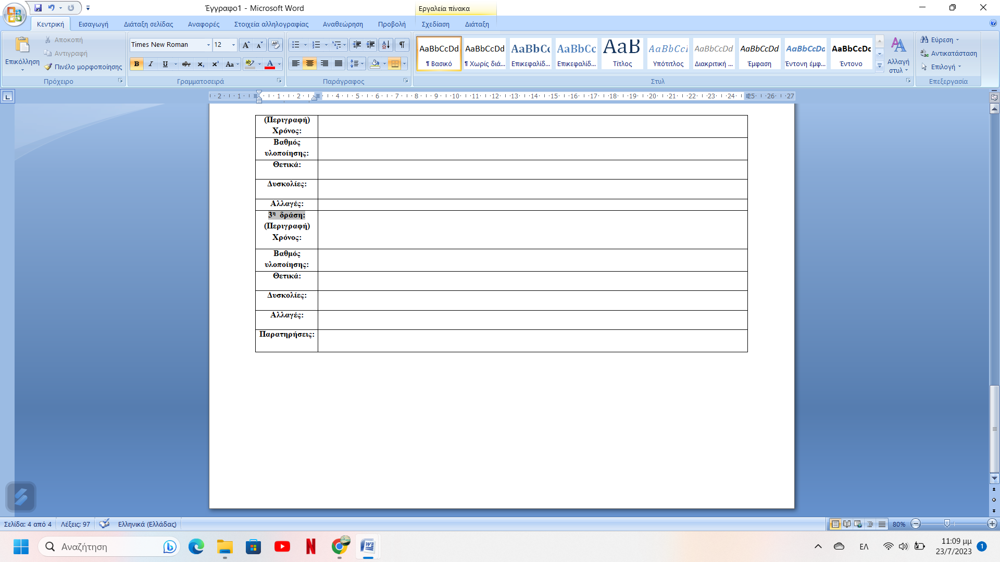 Έγγραφο1 - Microsoft Word
Εργαλεία πίνακα
Κεντρική Εισαγωγή Διάταξη σελίδας Αναφορές Στοιχεία αλληλογραφίας Αναθεώρηση Προβολή Σχεδίαση Διάταξη
Επικόλληση
Αποκοπή
Αντιγραφή
Πινέλο μορφοποίησης
Πρόχειρο
Times New Roman 12
Γραμματοσειρά
Παράγραφος
AaBbCcDd AaBbCcDd AaBbCc AaBbCc AaB AaBbCcI AaBbCcDd AaBbCcDd AaBbCcDd AaBbCcDc
¶ Βασικό ¶ Χωρίς διά... Επικεφαλίδ... Επικεφαλίδ... Τίτλος Υπότιτλος Διακριτική ... Έμφαση Έντονη έμφ... Έντονο
Αλλαγή
στυλ
Στυλ
Εύρεση
Αντικατάσταση
Επιλογή
Επεξεργασία
2 1 1 2 4 5 6 7 8 9 10 11 12 13 14 15 16 17 18 19 20 21 22 23 24 25 26 27
(Περιγραφή)
Χρόνος:
Βαθμός
υλοποίησης:
Θετικά:
Δυσκολίες:
Αλλαγές:
3η δράση:
(Περιγραφή)
Χρόνος:
Βαθμός
υλοποίησης:
Θετικά:
Δυσκολίες:
Αλλαγές:
Παρατηρήσεις:
Σελίδα: 4 από 4 Λέξεις: 97 Ελληνικά (Ελλάδας) 80%
Αναζήτηση
ΕΛ
11:09 μμ
23/7/2023
1